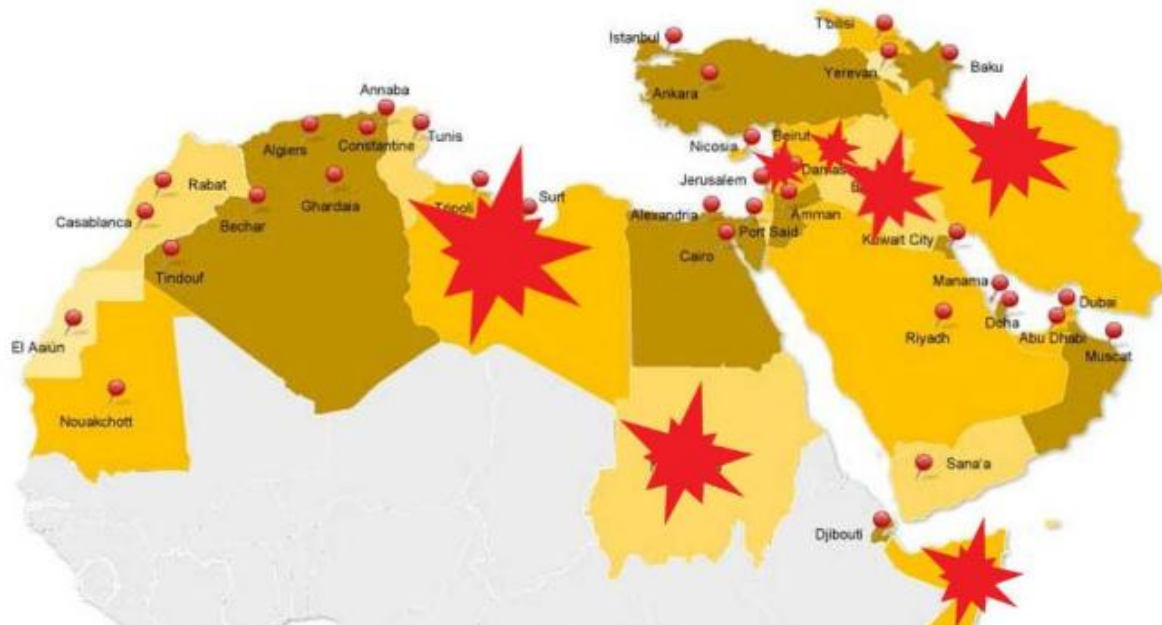 T'bilisi
Istanbul
Yerevan
Baku
Ankara
Annaba
Algiers
Constantine
Tunis
Nicosia
Beirut
Jerusalem
Rabat
Ghardaia
Surt
Tripoli
Casablanca
Bechar
Alexandria
Port Said
Amman
Cairo
Kuwait City
Tindouf
Manama
Dubai
Doha
Abu Dhabi
Riyadh
Muscat
El Aaiún
Nouakchott
Sana'a
Djibouti